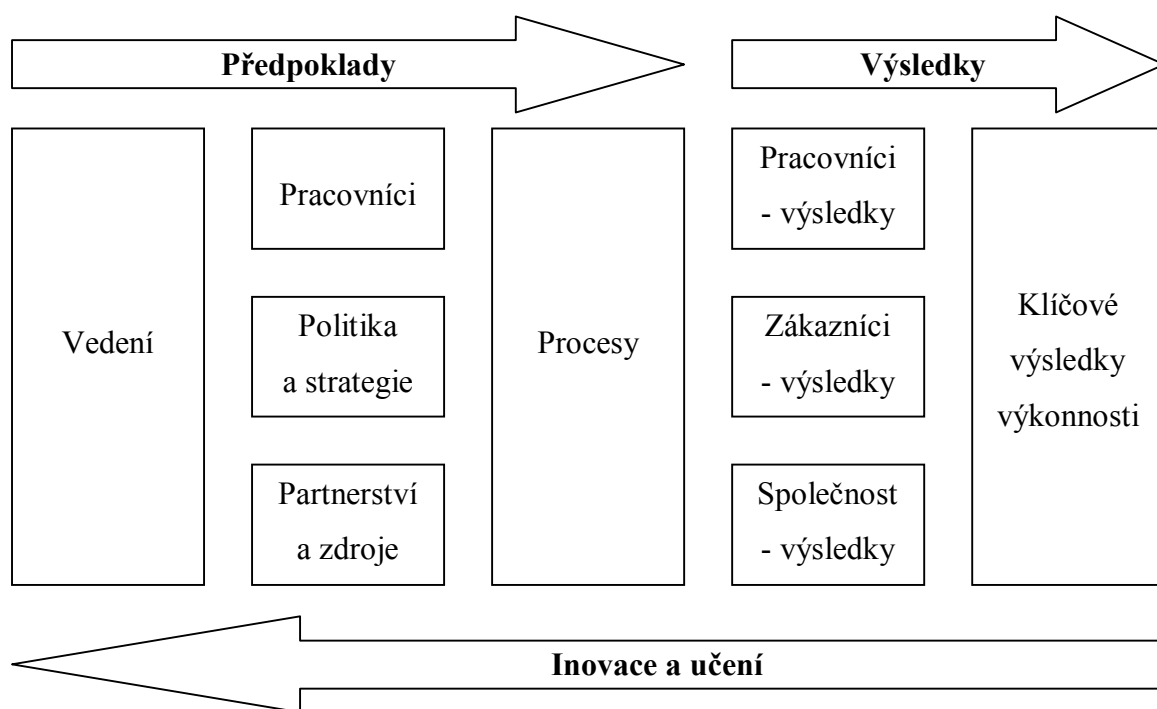 Předpoklady
Výsledky
Vedení
Pracovníci
Politika
a strategie
Partnerství
a zdroje
Procesy
Pracovníci
- výsledky
Zákazníci
- výsledky
Společnost
- výsledky
Klíčové
výsledky
výkonnosti
Inovace a učení